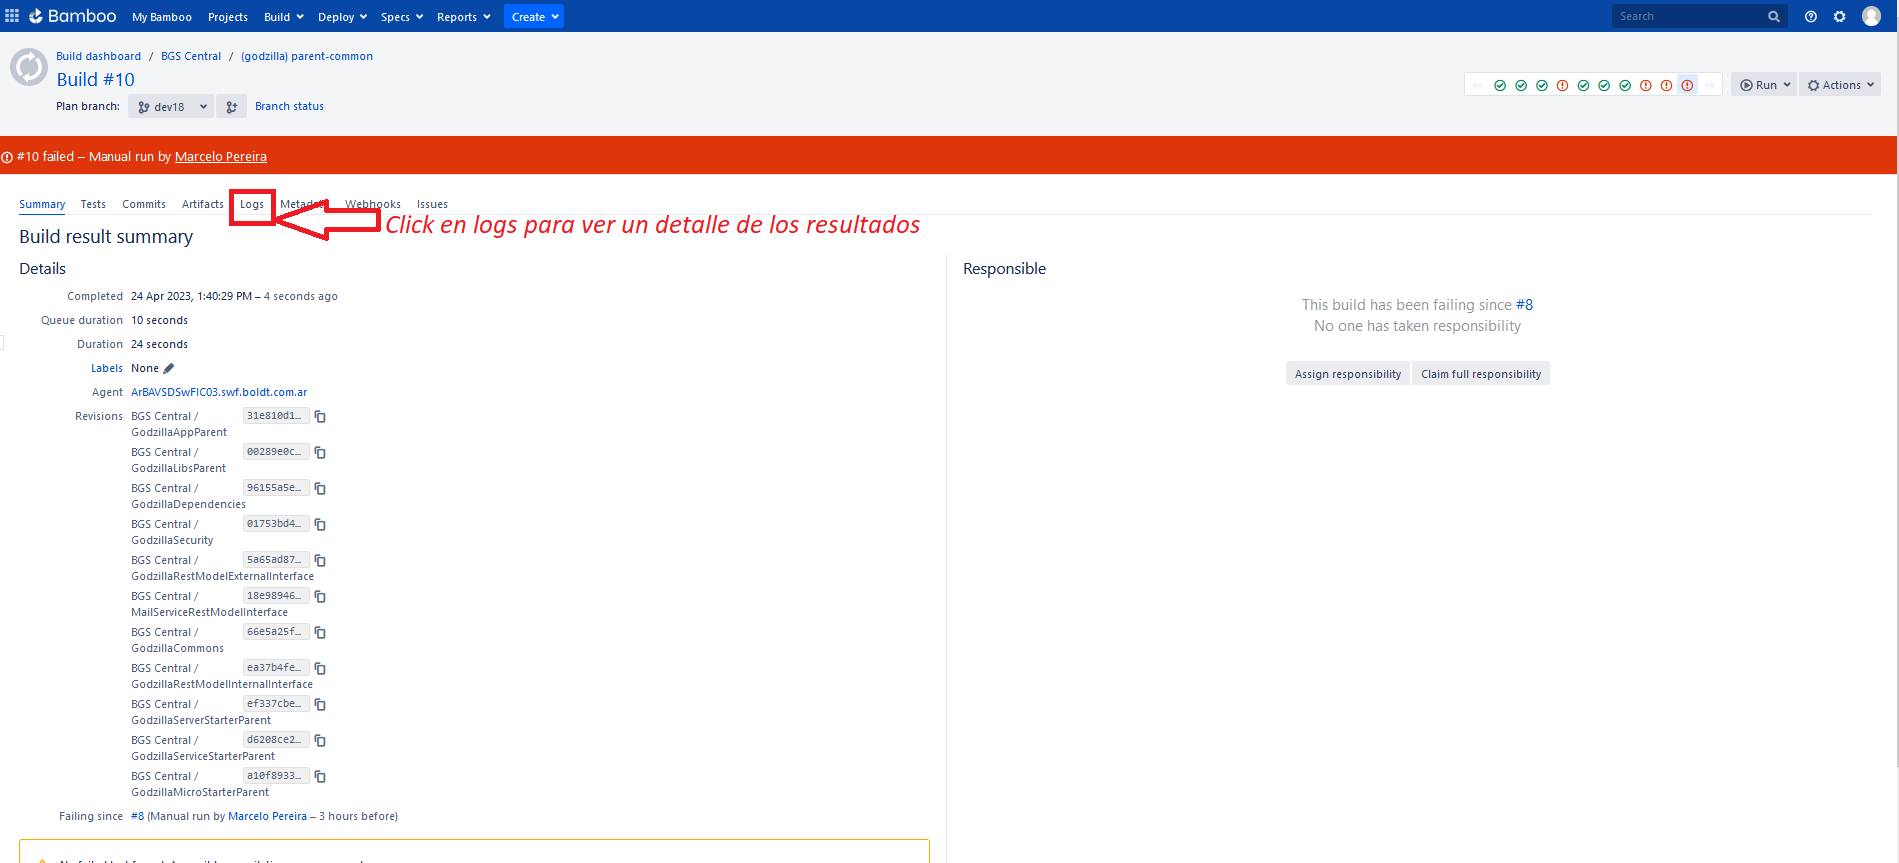 Bamboo My Bamboo Projects Build Deploy Specs Reports Create Search
Build dashboard / BGS Central / (godzilla) parent-common
Build #10
Plan branch: dev18 Branch status
Run Actions
#10 failed – Manual run by Marcelo Pereira
Summary Tests Commits Artifacts Logs Webhooks Issues
Click en logs para ver un detalle de los resultados
Build result summary
Details
Completed 24 Apr 2023, 1:40:29 PM – 4 seconds ago
Queue duration 10 seconds
Duration 24 seconds
Labels None
Agent ArBAVSDSwFIC03.swf.boldt.com.ar
Revisions BGS Central / 31e810d1...
GodzillaAppParent
BGS Central / 00289e0c...
GodzillaLibsParent
BGS Central / 96155a5e...
GodzillaDependencies
BGS Central / 01753bd4...
GodzillaSecurity
BGS Central / 5a65ad87...
GodzillaRestModelExternalInterface
BGS Central / 18e98946...
MailServiceRestModelInterface
BGS Central / 66e5a25f...
GodzillaCommons
BGS Central / ea37b4fe...
GodzillaRestModelInternalInterface
BGS Central / ef337cbe...
GodzillaServerStarterParent
BGS Central / d6208ce2...
GodzillaServiceStarterParent
BGS Central / a10f8933...
GodzillaMicroStarterParent
Failing since #8 (Manual run by Marcelo Pereira – 3 hours before)
Responsible
This build has been failing since #8
No one has taken responsibility
Assign responsibility Claim full responsibility